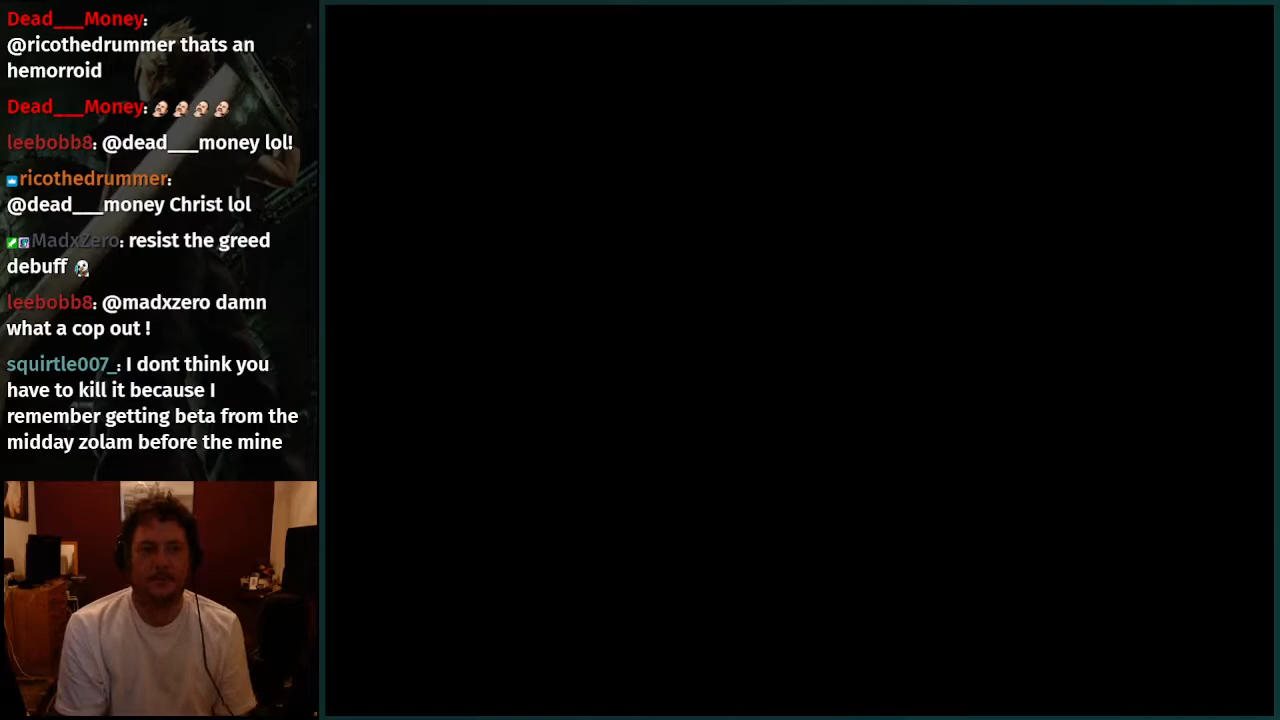 Dead___Money:
@ricothedrummer thats an
hemorroid
Dead___Money:
leebobb8: @dead___money lol!
ricothedrummer:
@dead___money Christ lol
MadxZero: resist the greed
debuff
leebobb8: @madxzero damn
what a cop out !
squirtle007_: I dont think you
have to kill it because I
remember getting beta from the
midday zolam before the mine